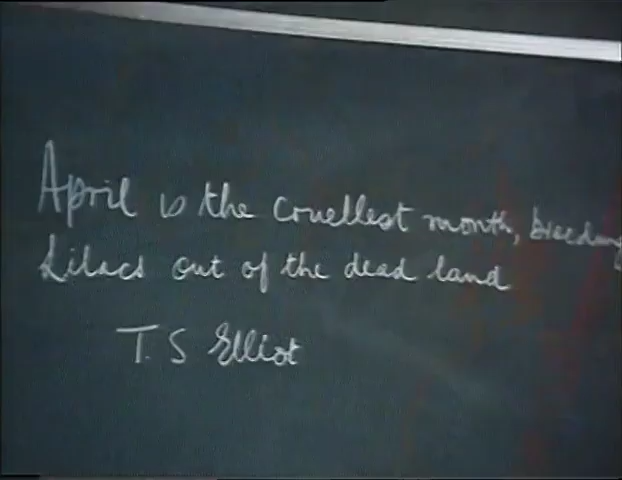 April is the cruellest month, breeding
Lilacs out of the dead land
T. S Elliot